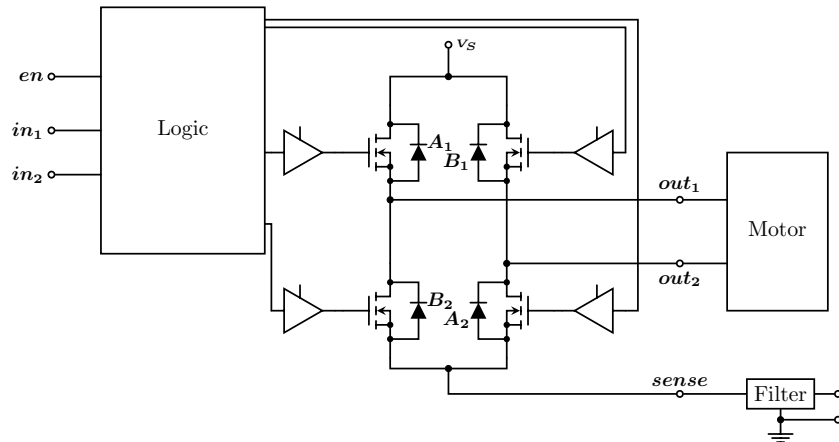 v_S
en
Logic
in_1
in_2
A_1
B_1
out_1
Motor
out_2
B_2
A_2
sense
Filter